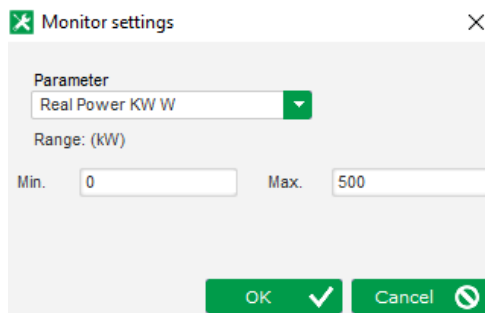 Monitor settings
Parameter
Real Power KW W
Range: (kW)
Min. 0 Max. 500
OK Cancel